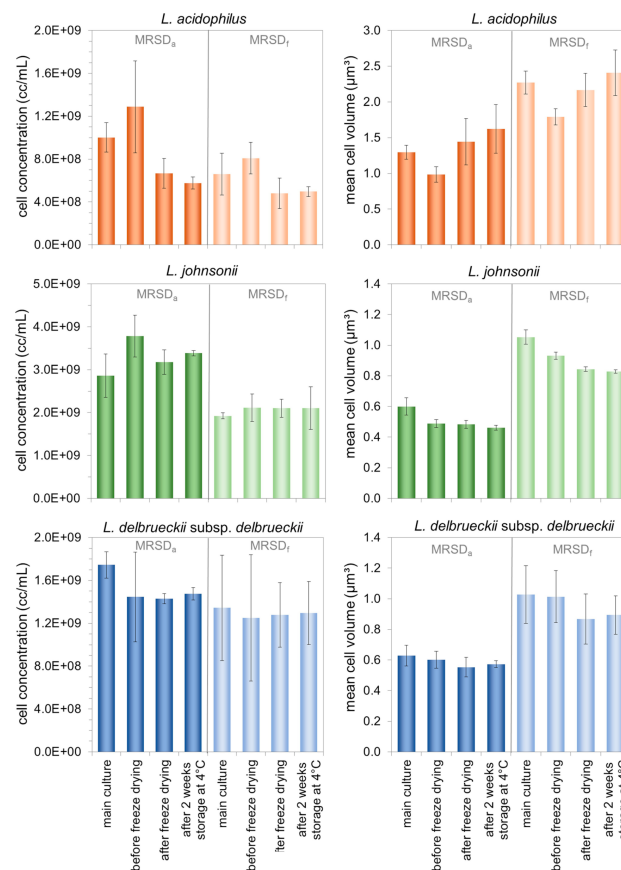 L. acidophilus
cell concentration (cc/mL)
2.0E+09
1.6E+09
1.2E+09
8.0E+08
4.0E+08
0.0E+00
MRSDa
MRSDf
L. acidophilus
mean cell volume (μm³)
3.0
2.5
2.0
1.5
1.0
0.5
0.0
MRSDa
MRSDf
L. johnsonii
cell concentration (cc/mL)
5.0E+09
4.0E+09
3.0E+09
2.0E+09
1.0E+09
0.0E+00
MRSDa
MRSDf
L. johnsonii
mean cell volume (μm³)
1.4
1.2
1.0
0.8
0.6
0.4
0.2
0.0
MRSDa
MRSDf
L. delbrueckii subsp. delbrueckii
cell concentration (cc/mL)
2.0E+09
1.6E+09
1.2E+09
8.0E+08
4.0E+08
0.0E+00
MRSDa
MRSDf
main culture
before freeze drying
after freeze drying
after 2 weeks
storage at 4°C
main culture
before freeze drying
fter freeze drying
after 2 weeks
storage at 4°C
L. delbrueckii subsp. delbrueckii
mean cell volume (μm³)
1.4
1.2
1.0
0.8
0.6
0.4
0.2
0.0
MRSDa
MRSDf
main culture
before freeze drying
after freeze drying
after 2 weeks
storage at 4°C
main culture
before freeze drying
after freeze drying
after 2 weeks
storage at 4°C